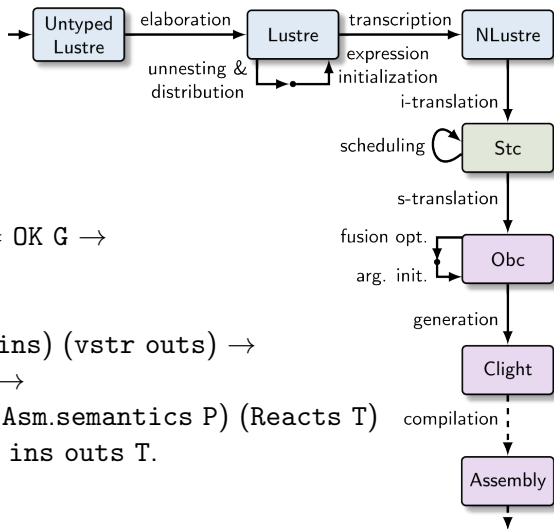 Untyped
Lustre
elaboration
Lustre
transcription
NLustre
unnesting &
distribution
expression
initialization
i-translation
scheduling
Stc
s-translation
OK G →
fusion opt.
arg. init.
Obc
generation
ins) (vstr outs) →
→
Clight
Asm.semantics P) (Reacts T)
ins outs T.
compilation
Assembly